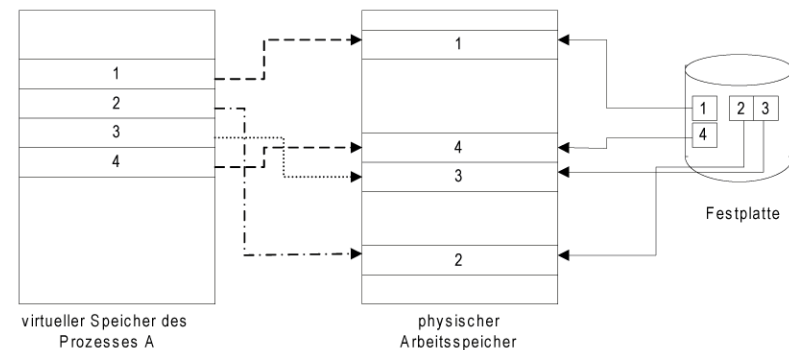 1
2
3
4
virtueller Speicher des
Prozesses A
1
4
3
2
physischer
Arbeitsspeicher
1 2 3
4
Festplatte